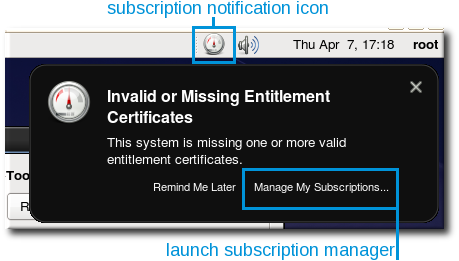 subscription notification icon
Thu Apr 7, 17:18 root
Invalid or Missing Entitlement
Certificates
This system is missing one or more valid
entitlement certificates.
Too
Remind Me Later Manage My Subscriptions...
R
launch subscription manager